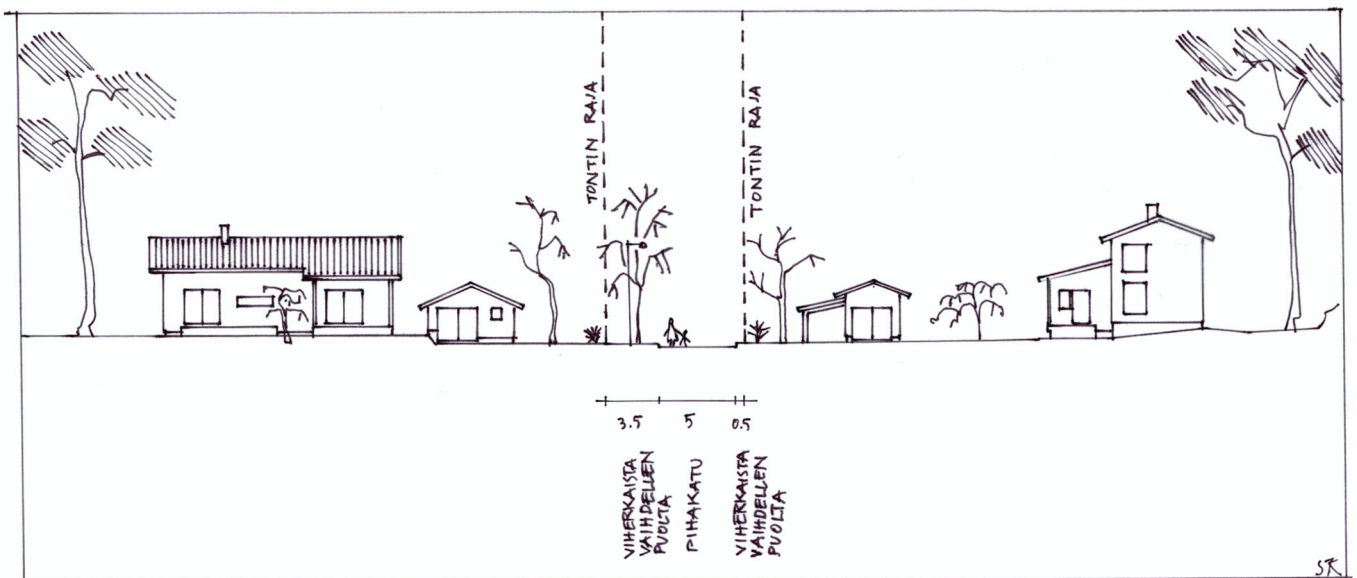 TONTIN RAJA
TONTIN RAJA
3.5
5
0.5
VIHERKAISTA
VAIHDELLEN
PUOLTA
PIHAKATU
VIHERKAISTA
VAIHDELLEN
PUOLTA
SK